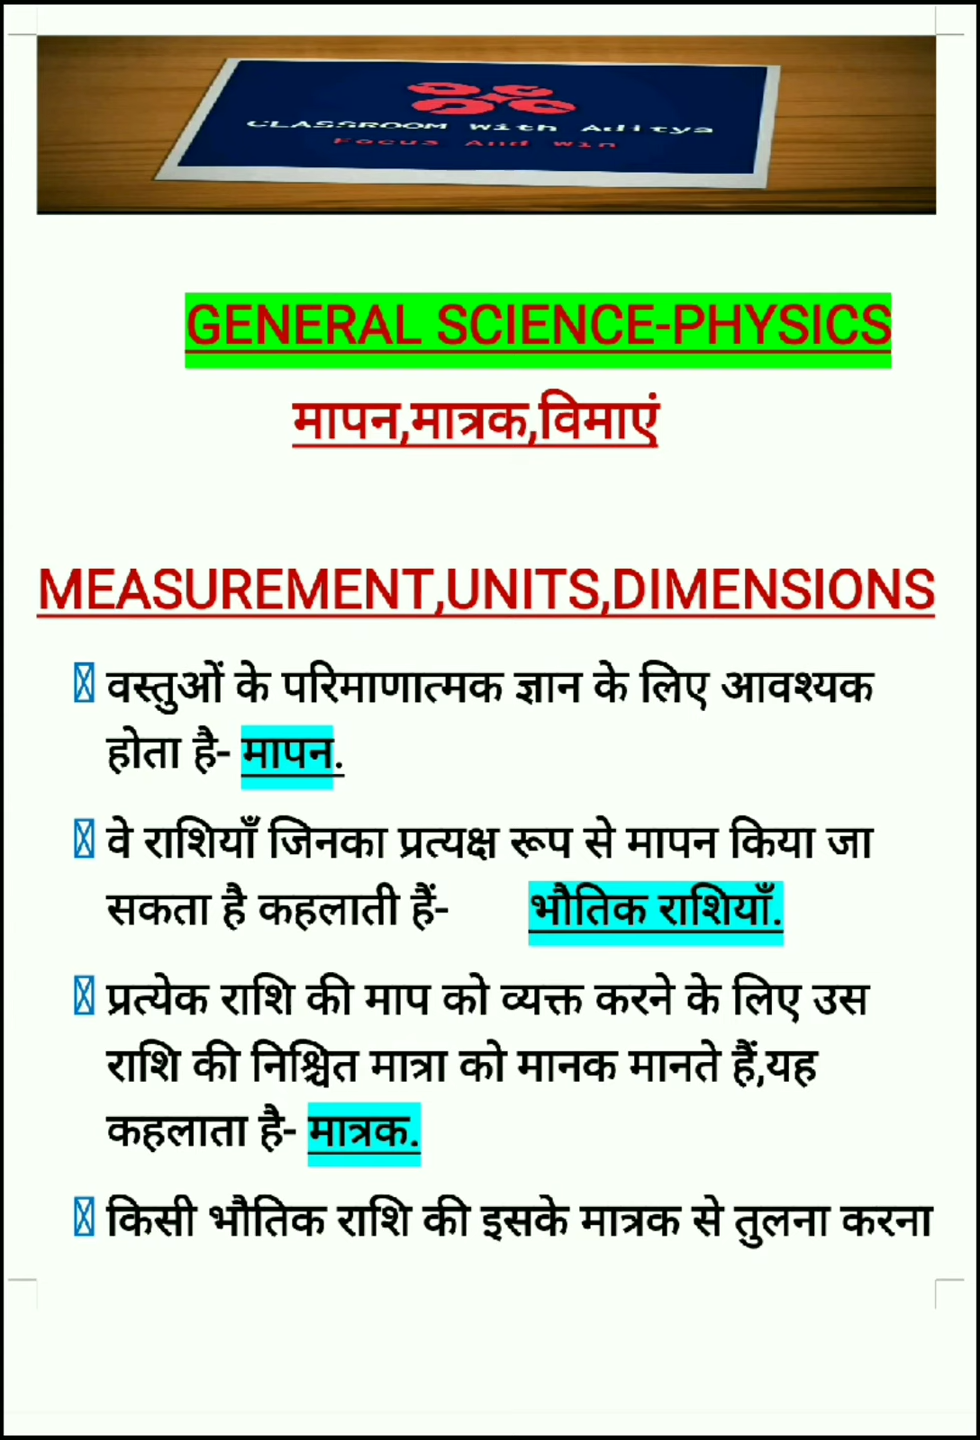 CLASSROOM With Aditya
Focus And Win
GENERAL SCIENCE-PHYSICS
मापन,मात्रक,विमाएं
MEASUREMENT,UNITS,DIMENSIONS
वस्तुओं के परिमाणात्मक ज्ञान के लिए आवश्यक
होता है- मापन.
वे राशियाँ जिनका प्रत्यक्ष रूप से मापन किया जा
सकता है कहलाती हैं- भौतिक राशियाँ.
प्रत्येक राशि की माप को व्यक्त करने के लिए उस
राशि की निश्चित मात्रा को मानक मानते हैं,यह
कहलाता है- मात्रक.
किसी भौतिक राशि की इसके मात्रक से तुलना करना